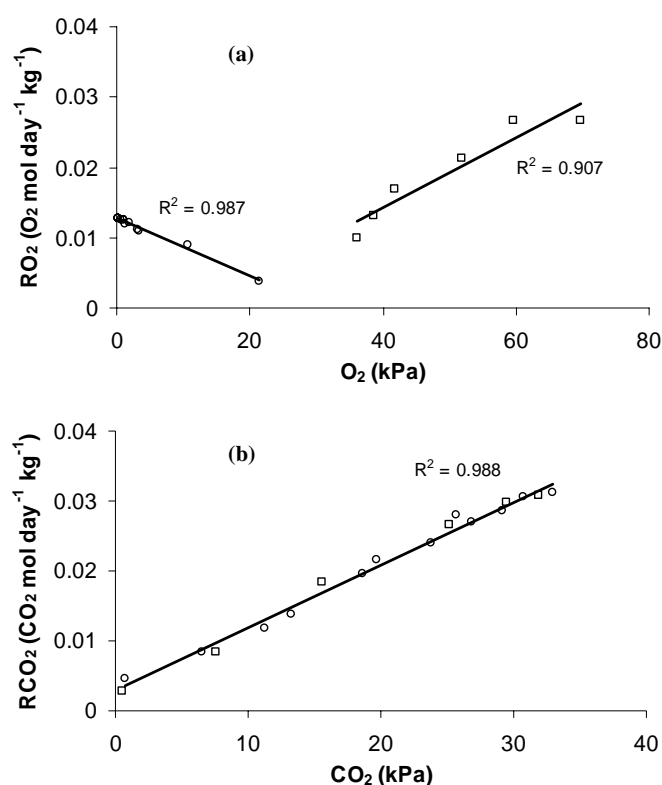 0.04
(a)
0.03
RO₂ (O₂ mol day⁻¹ kg⁻¹)
R² = 0.907
0.02
R² = 0.987
0.01
0
0 20 40 60 80
O₂ (kPa)
0.04
(b)
R² = 0.988
0.03
RCO₂ (CO₂ mol day⁻¹ kg⁻¹)
0.02
0.01
0
0 10 20 30 40
CO₂ (kPa)